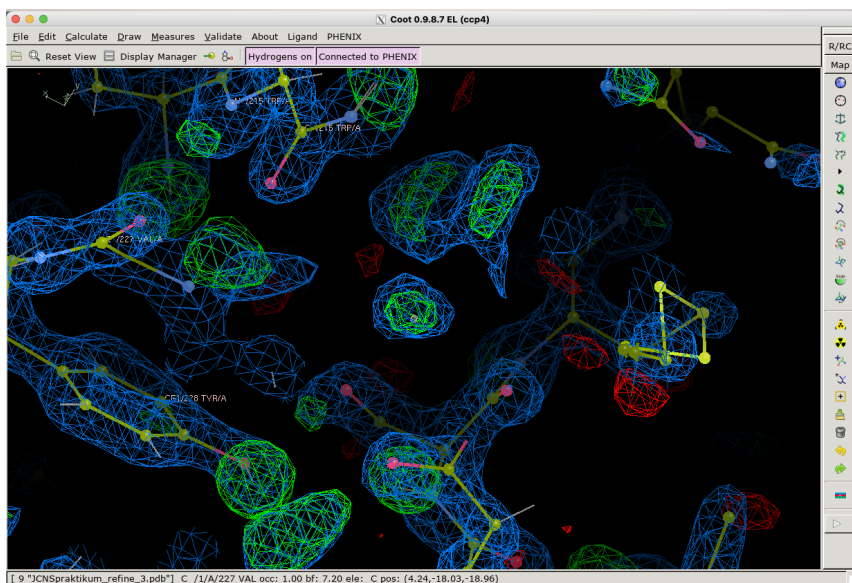 Coot 0.9.8.7 EL (ccp4)
File Edit Calculate Draw Measures Validate About Ligand PHENIX
Reset View Display Manager Hydrogens on Connected to PHENIX
R/RC
Map
/215 TRP/A
/215 TRP/A
/227 VAL/A
CE1/228 TYR/A
[ 9 "JCNSpraktikum_refine_3.pdb"] C /1/A/227 VAL occ: 1.00 bf: 7.20 ele: C pos: (4.24,-18.03,-18.96)